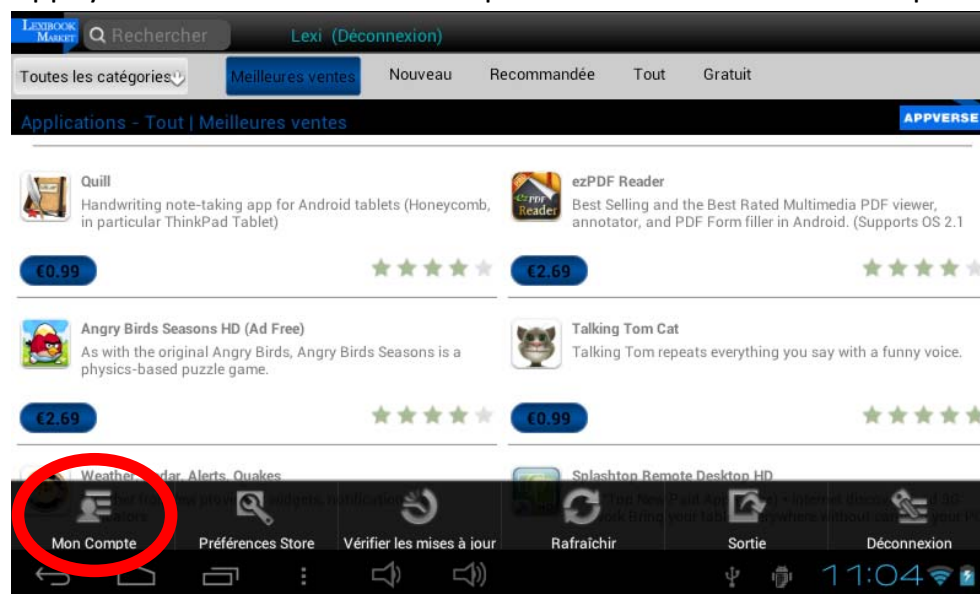 LEXIBOOK
MARKET
Rechercher
Lexi (Déconnexion)
Toutes les catégories
Meilleures ventes
Nouveau
Recommandée
Tout
Gratuit
Applications - Tout | Meilleures ventes
APPVERSE
Quill
Handwriting note-taking app for Android tablets (Honeycomb,
in particular ThinkPad Tablet)
€0.99
ezPDF Reader
Best Selling and the Best Rated Multimedia PDF viewer,
annotator, and PDF Form filler in Android. (Supports OS 2.1
€2.69
Angry Birds Seasons HD (Ad Free)
As with the original Angry Birds, Angry Birds Seasons is a
physics-based puzzle game.
€2.69
Talking Tom Cat
Talking Tom repeats everything you say with a funny voice.
€0.99
Weather Radar, Alerts, Quakes
Splashtop Remote Desktop HD
Mon Compte
Préférences Store
Vérifier les mises à jour
Rafraîchir
Sortie
Déconnexion
11:04